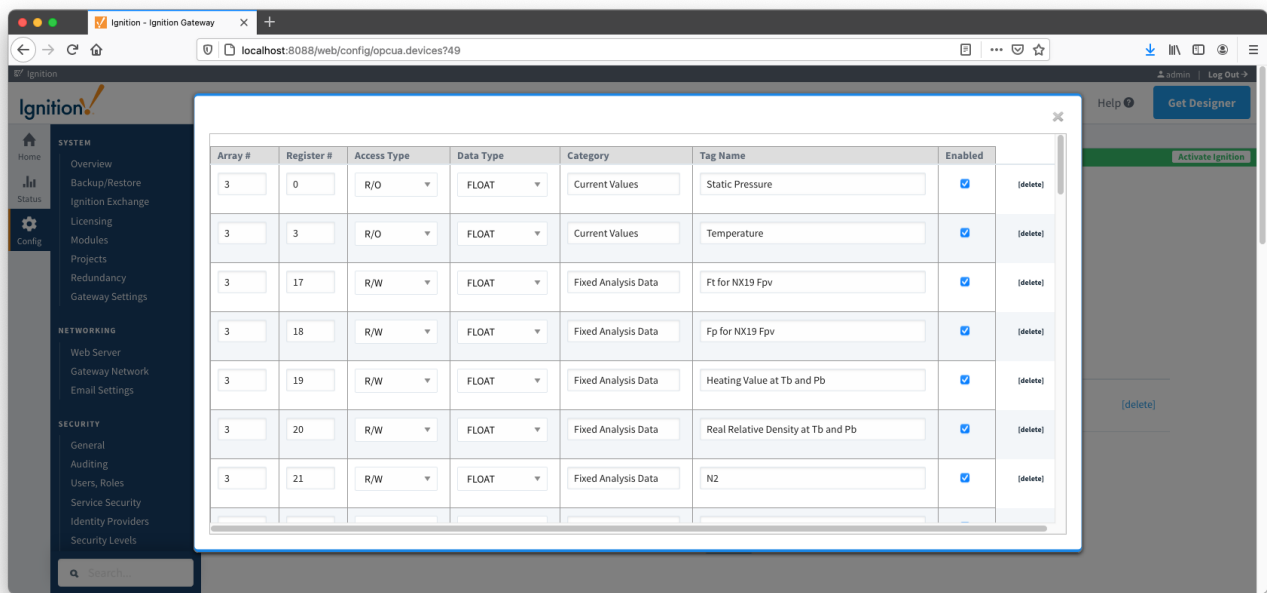 Ignition - Ignition Gateway
localhost:8088/web/config/opcua.devices?49
Ignition
admin | Log Out
Ignition!
Help
Get Designer
Home
Status
Config
SYSTEM
Overview
Backup/Restore
Ignition Exchange
Licensing
Modules
Projects
Redundancy
Gateway Settings
NETWORKING
Web Server
Gateway Network
Email Settings
SECURITY
General
Auditing
Users, Roles
Service Security
Identity Providers
Security Levels
Search...
Activate Ignition
[delete]
Array # Register # Access Type Data Type Category Tag Name Enabled
3 0 R/O FLOAT Current Values Static Pressure [delete]
3 3 R/O FLOAT Current Values Temperature [delete]
3 17 R/W FLOAT Fixed Analysis Data Ft for NX19 Fpv [delete]
3 18 R/W FLOAT Fixed Analysis Data Fp for NX19 Fpv [delete]
3 19 R/W FLOAT Fixed Analysis Data Heating Value at Tb and Pb [delete]
3 20 R/W FLOAT Fixed Analysis Data Real Relative Density at Tb and Pb [delete]
3 21 R/W FLOAT Fixed Analysis Data N2 [delete]